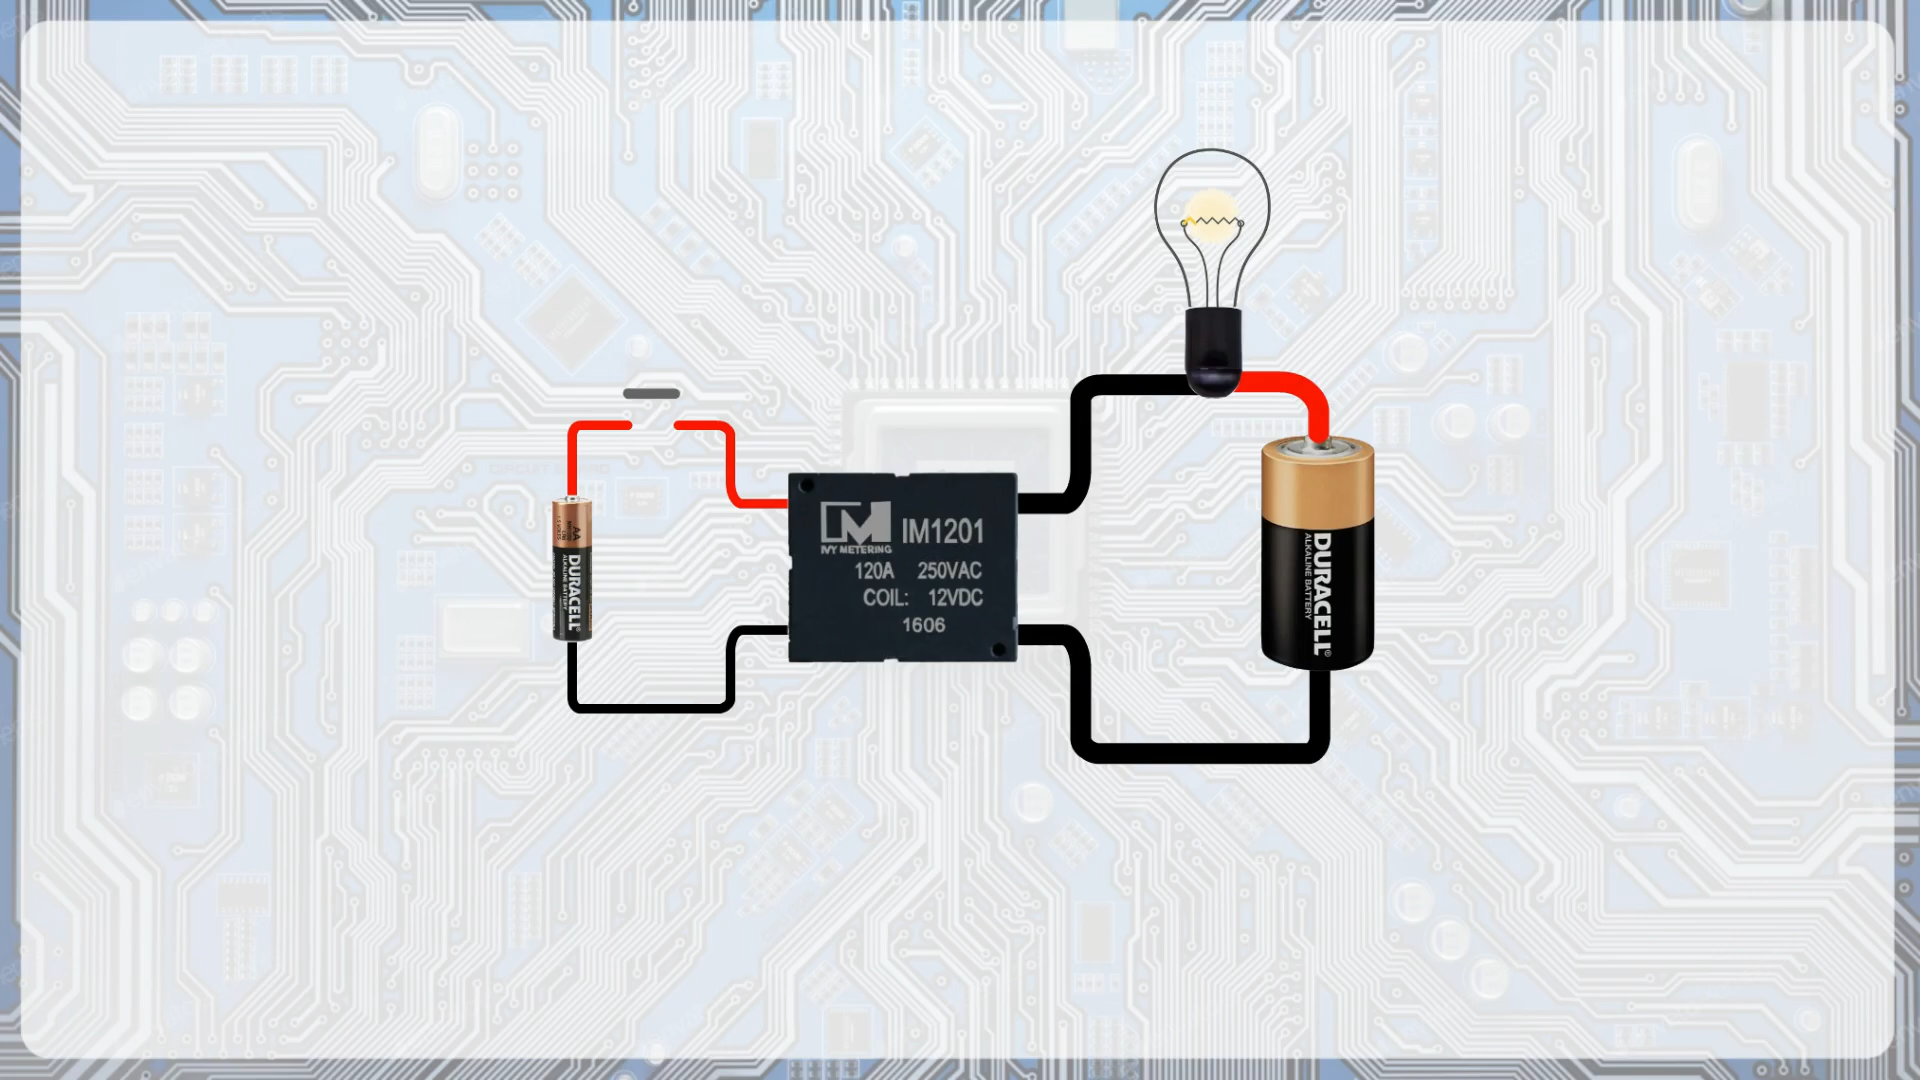 IVY METERING
IM1201
120A 250VAC
COIL: 12VDC
1606
AA
DURACELL®
ALKALINE BATTERY
DURACELL®
ALKALINE BATTERY